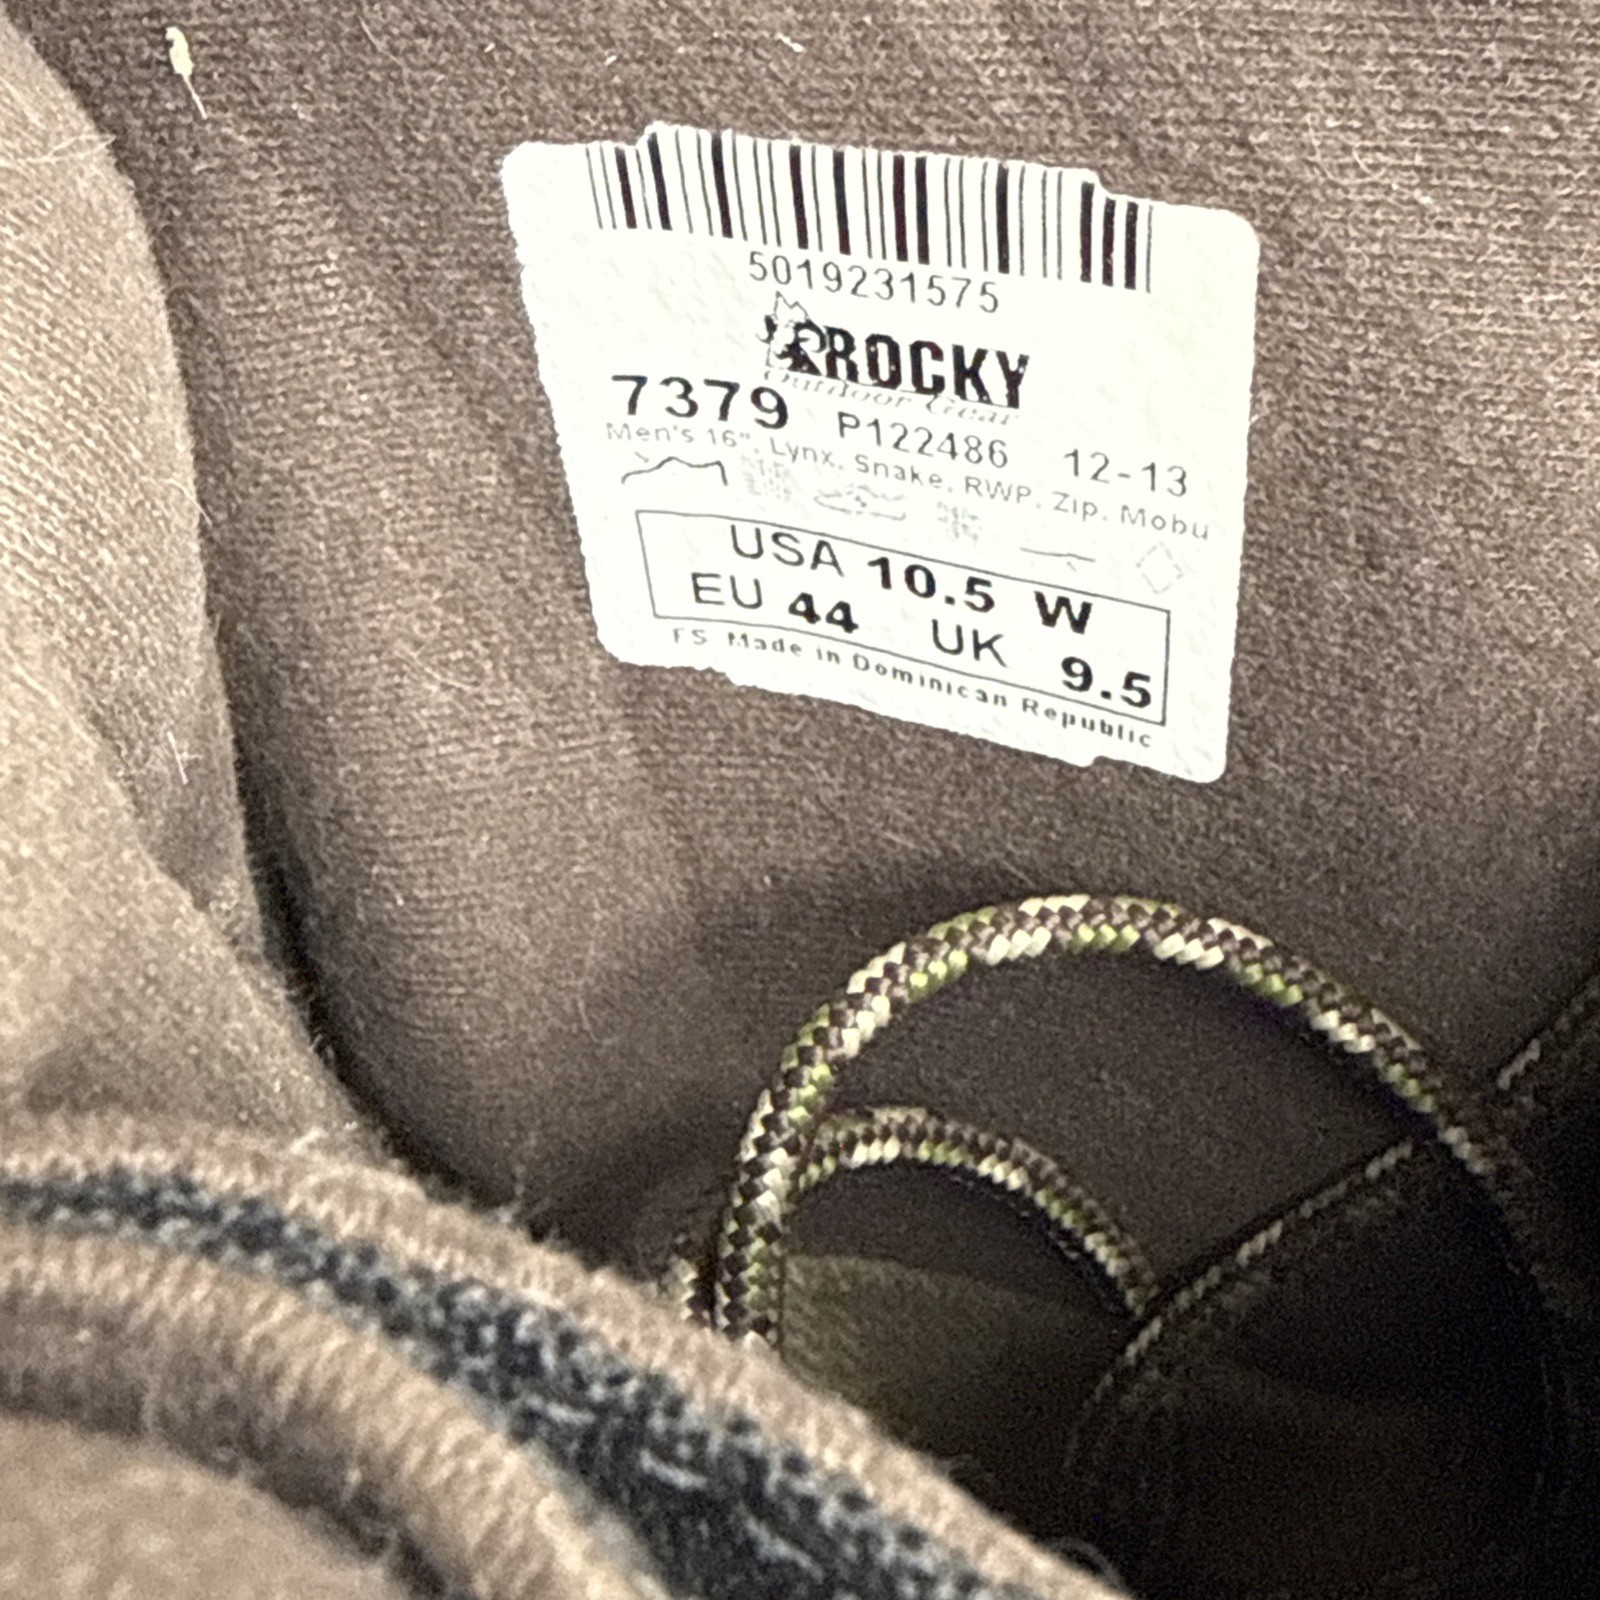 5019231575
ROCKY
Outdoor Gear
7379 P122486 12-13
Men's 16", Lynx, Snake, RWP, Zip, Mobu
USA 10.5 W
EU 44 UK 9.5
FS Made in Dominican Republic